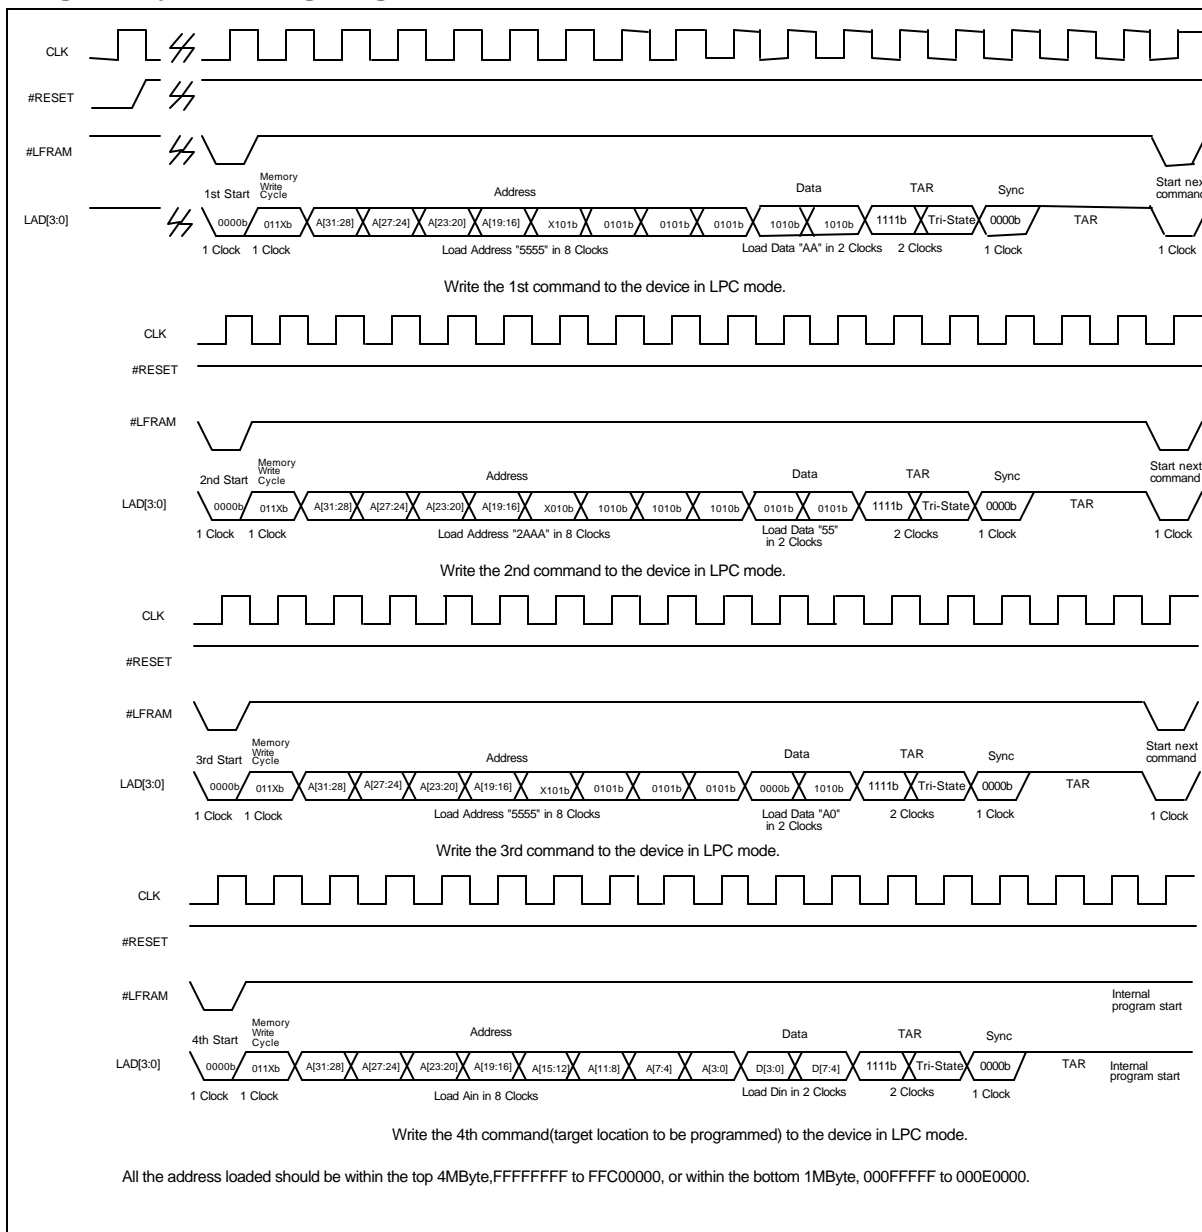 CLK
#RESET
#LFRAM
1st Start
Memory
Write
Cycle
Address
Data
TAR
Sync
Start next
command
LAD[3:0]
0000b 011Xb A[31:28] A[27:24] A[23:20] A[19:16] X101b 0101b 0101b 0101b 1010b 1010b 1111b Tri-State 0000b TAR
1 Clock 1 Clock Load Address "5555" in 8 Clocks Load Data "AA" in 2 Clocks 2 Clocks 1 Clock 1 Clock
Write the 1st command to the device in LPC mode.
CLK
#RESET
#LFRAM
2nd Start
Memory
Write
Cycle
Address
Data
TAR
Sync
Start next
command
LAD[3:0]
0000b 011Xb A[31:28] A[27:24] A[23:20] A[19:16] X010b 1010b 1010b 1010b 0101b 0101b 1111b Tri-State 0000b TAR
1 Clock 1 Clock Load Address "2AAA" in 8 Clocks Load Data "55"
in 2 Clocks
2 Clocks 1 Clock 1 Clock
Write the 2nd command to the device in LPC mode.
CLK
#RESET
#LFRAM
3rd Start
Memory
Write
Cycle
Address
Data
TAR
Sync
Start next
command
LAD[3:0]
0000b 011Xb A[31:28] A[27:24] A[23:20] A[19:16] X101b 0101b 0101b 0101b 0000b 1010b 1111b Tri-State 0000b TAR
1 Clock 1 Clock Load Address "5555" in 8 Clocks Load Data "A0"
in 2 Clocks
2 Clocks 1 Clock 1 Clock
Write the 3rd command to the device in LPC mode.
CLK
#RESET
#LFRAM
Internal
program start
4th Start
Memory
Write
Cycle
Address
Data
TAR
Sync
LAD[3:0]
0000b 011Xb A[31:28] A[27:24] A[23:20] A[19:16] A[15:12] A[11:8] A[7:4] A[3:0] D[3:0] D[7:4] 1111b Tri-State 0000b TAR
Internal
program start
1 Clock 1 Clock Load Ain in 8 Clocks Load Din in 2 Clocks 2 Clocks 1 Clock
Write the 4th command(target location to be programmed) to the device in LPC mode.
All the address loaded should be within the top 4MByte,FFFFFFFF to FFC00000, or within the bottom 1MByte, 000FFFFF to 000E0000.